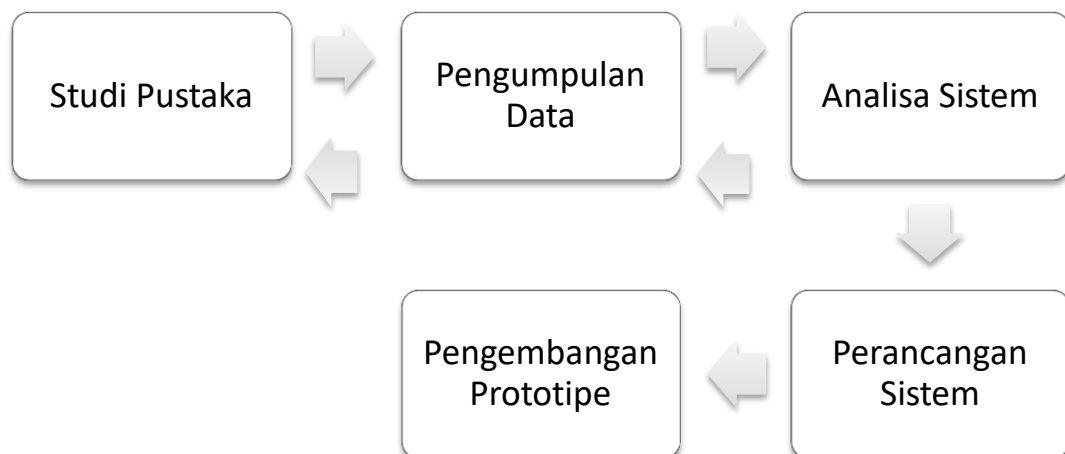 Studi Pustaka
Pengumpulan
Data
Analisa Sistem
Pengembangan
Prototipe
Perancangan
Sistem